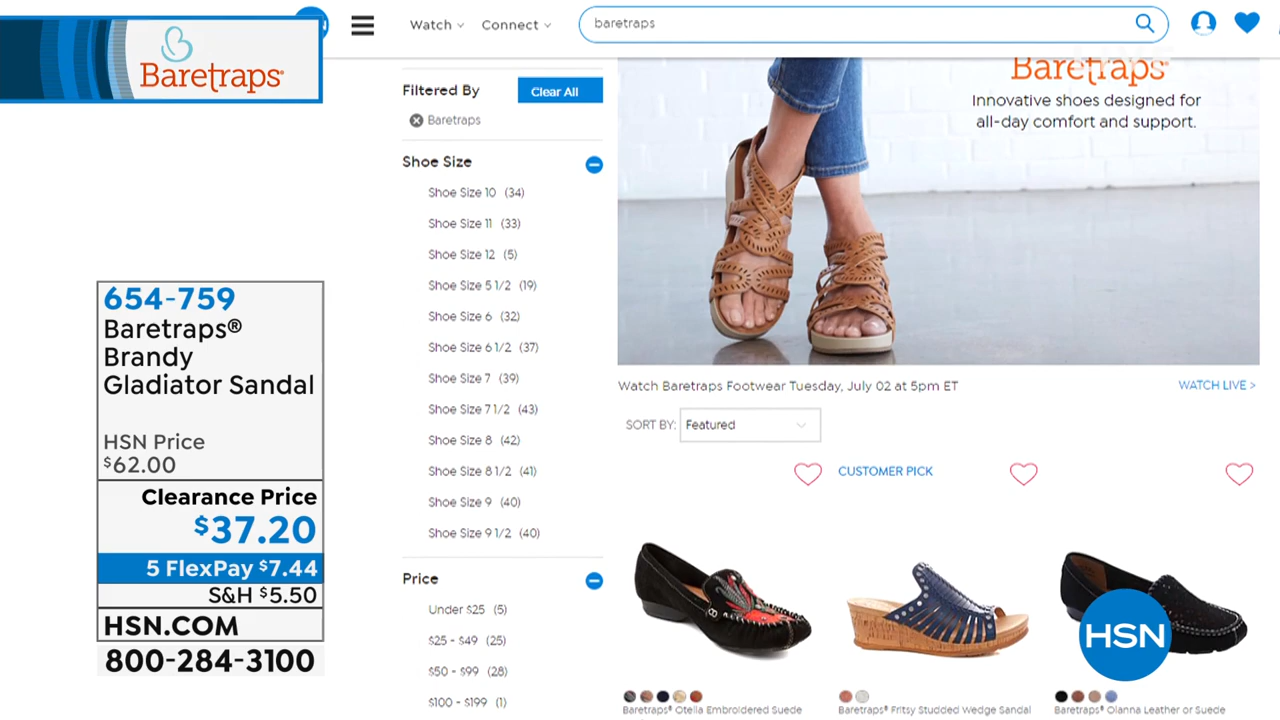 Baretraps®
654-759
Baretraps®
Brandy
Gladiator Sandal
HSN Price
$62.00
Clearance Price
$37.20
5 FlexPay $7.44
S&H $5.50
HSN.COM
800-284-3100
Watch
Connect
baretraps
Filtered By
Clear All
Baretraps
Shoe Size
Shoe Size 10 (34)
Shoe Size 11 (33)
Shoe Size 12 (5)
Shoe Size 5 1/2 (19)
Shoe Size 6 (32)
Shoe Size 6 1/2 (37)
Shoe Size 7 (39)
Shoe Size 7 1/2 (43)
Shoe Size 8 (42)
Shoe Size 8 1/2 (41)
Shoe Size 9 (40)
Shoe Size 9 1/2 (40)
Price
Under $25 (5)
$25 - $49 (25)
$50 - $99 (28)
$100 - $199 (1)
Baretraps
Innovative shoes designed for
all-day comfort and support.
Watch Baretraps Footwear Tuesday, July 02 at 5pm ET
WATCH LIVE >
SORT BY: Featured
CUSTOMER PICK
HSN
Baretraps® Otella Embroidered Suede
Baretraps® Fritsy Studded Wedge Sandal
Baretraps® Olanna Leather or Suede